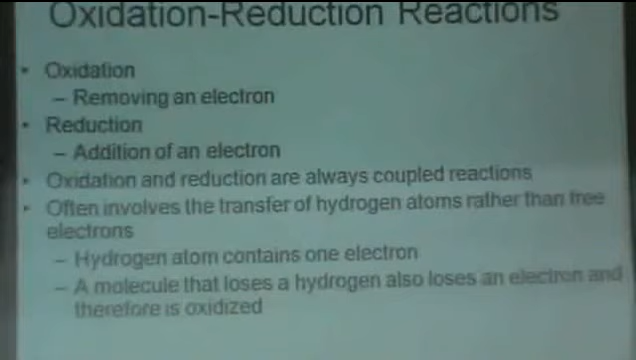 Oxidation-Reduction Reactions
• Oxidation
– Removing an electron
• Reduction
– Addition of an electron
• Oxidation and reduction are always coupled reactions
• Often involves the transfer of hydrogen atoms rather than free
electrons
– Hydrogen atom contains one electron
– A molecule that loses a hydrogen also loses an electron and
therefore is oxidized